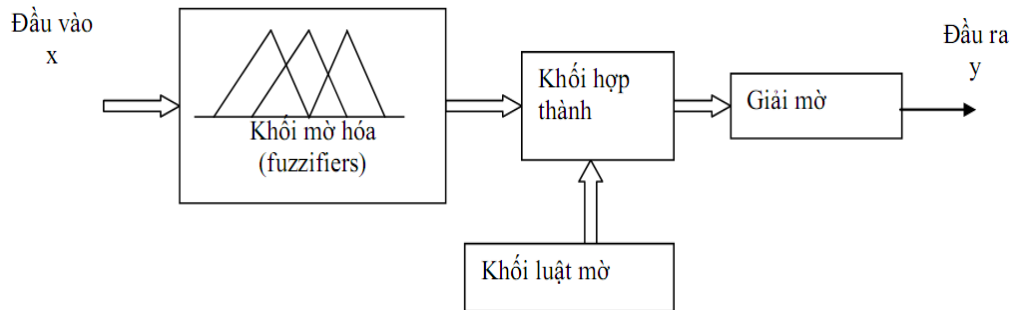 Đầu vào
x
Khối mờ hóa
(fuzzifiers)
Khối hợp
thành
Giải mờ
Đầu ra
y
Khối luật mờ